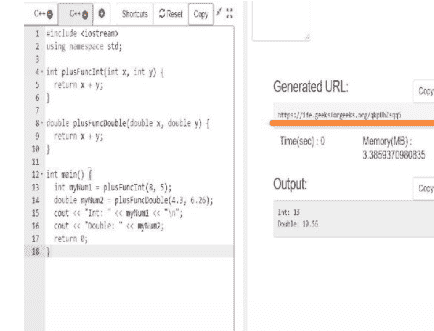 C++ C++ Shortcuts Reset Copy
1 #include <iostream>
2 using namespace std;
3
4 int plusFuncInt(int x, int y) {
5 return x + y;
6 }
7
8 double plusFuncDouble(double x, double y) {
9 return x + y;
10 }
11
12 int main() {
13 int myNum1 = plusFuncInt(8, 5);
14 double myNum2 = plusFuncDouble(4.3, 6.26);
15 cout << "Int: " << myNum1 << "\n";
16 cout << "Double: " << myNum2;
17 return 0;
18 }
Generated URL:
Copy
Time(sec) : 0
Memory(MB) :
3.3859370980835
Output:
Copy
Int: 13
Double: 10.56